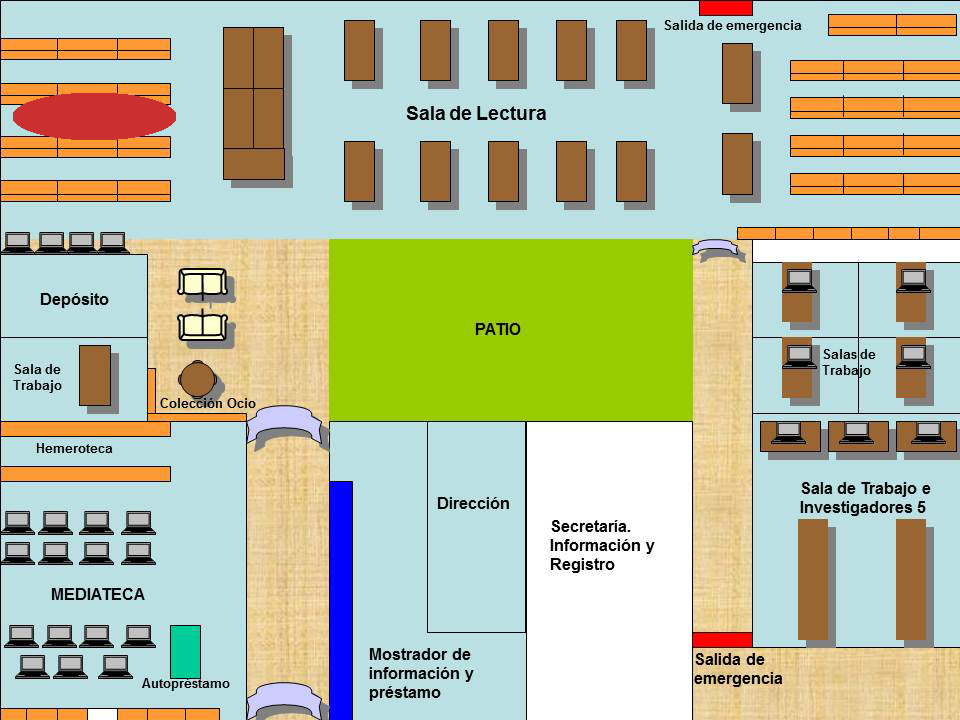 Salida de emergencia
Sala de Lectura
Depósito
PATIO
Sala de
Trabajo
Salas de
Trabajo
Colección Ocio
Hemeroteca
Dirección
Sala de Trabajo e
Investigadores 5
Secretaría.
Información y
Registro
MEDIATECA
Mostrador de
información y
préstamo
Salida de
emergencia
Autoprestamo